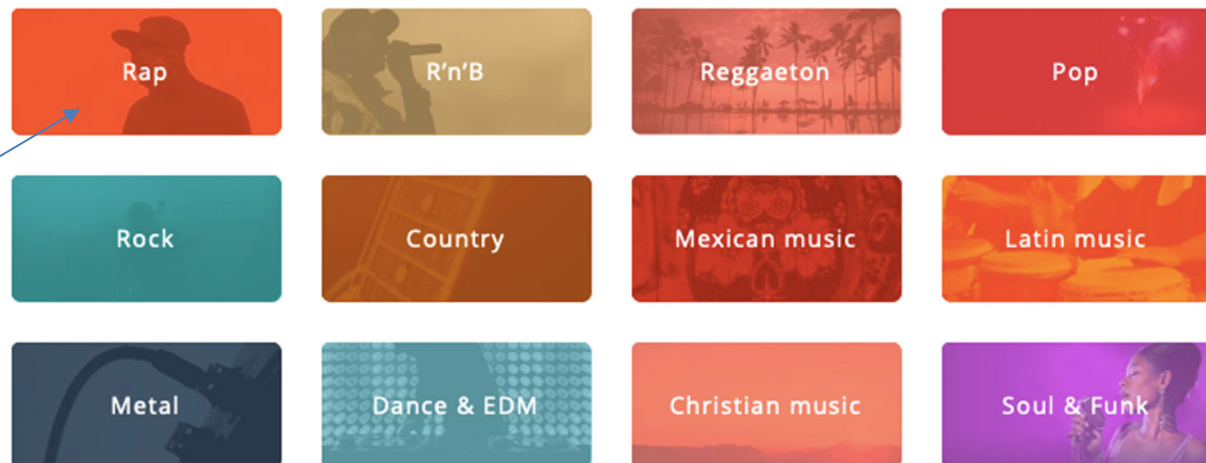 Rap
R’n’B
Reggaeton
Pop
Rock
Country
Mexican music
Latin music
Metal
Dance & EDM
Christian music
Soul & Funk